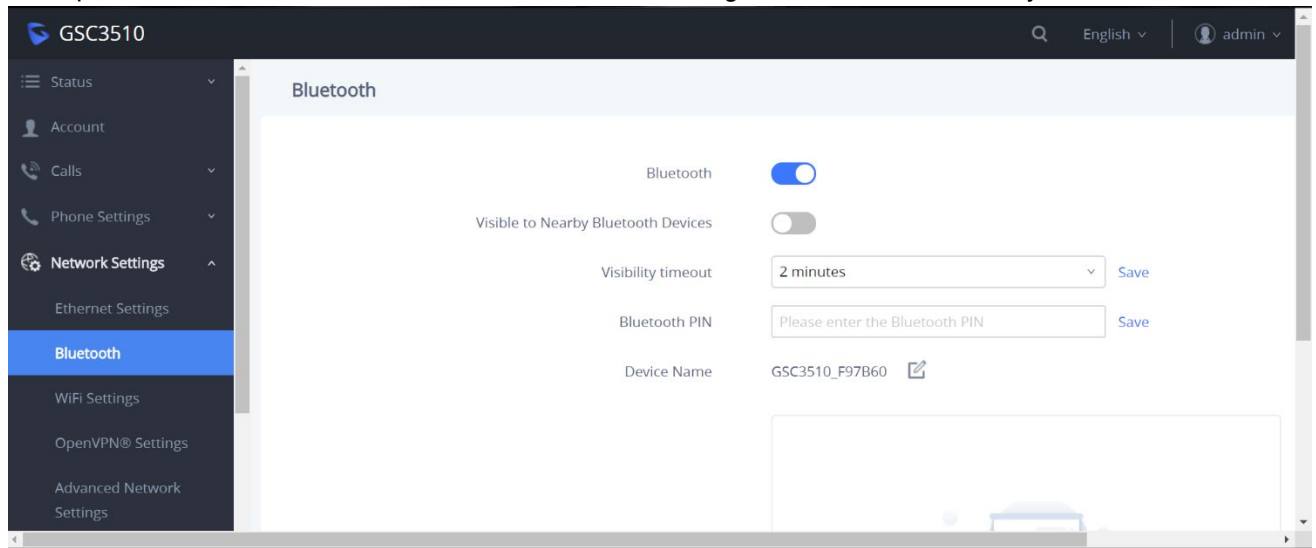 GSC3510
English
admin
Status
Account
Calls
Phone Settings
Network Settings
Ethernet Settings
Bluetooth
WiFi Settings
OpenVPN® Settings
Advanced Network
Settings
Bluetooth
Bluetooth
Visible to Nearby Bluetooth Devices
Visibility timeout
2 minutes
Save
Bluetooth PIN
Please enter the Bluetooth PIN
Save
Device Name
GSC3510_F97B60